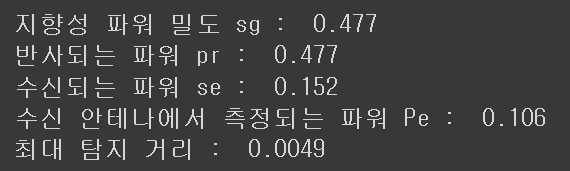 지향성 파워 밀도 sg :  0.477
반사되는 파워 pr :  0.477
수신되는 파워 se :  0.152
수신 안테나에서 측정되는 파워 Pe :  0.106
최대 탐지 거리 :  0.0049